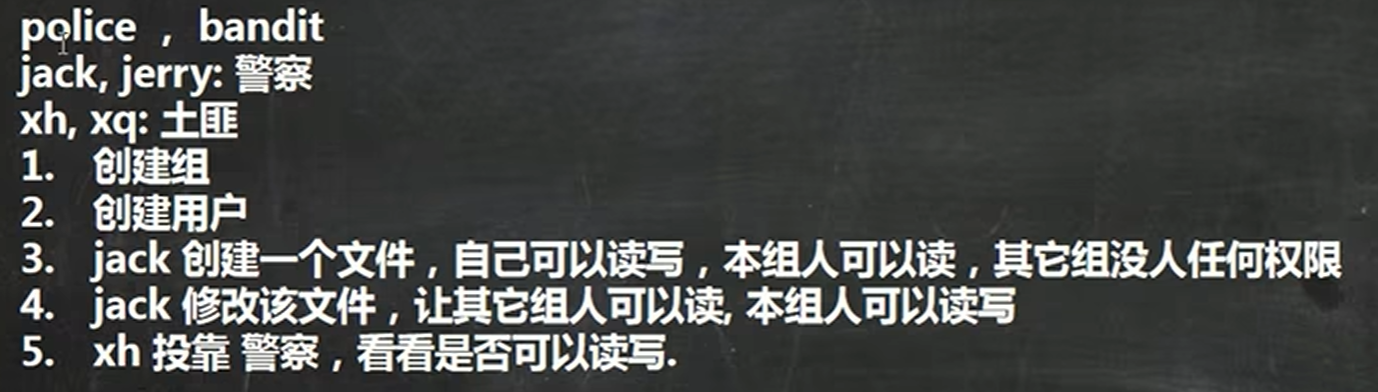 police ，bandit
jack, jerry: 警察
xh, xq: 土匪
1. 创建组
2. 创建用户
3. jack 创建一个文件，自己可以读写，本组人可以读，其它组没人任何权限
4. jack 修改该文件，让其它组人可以读, 本组人可以读写
5. xh 投靠 警察，看看是否可以读写.